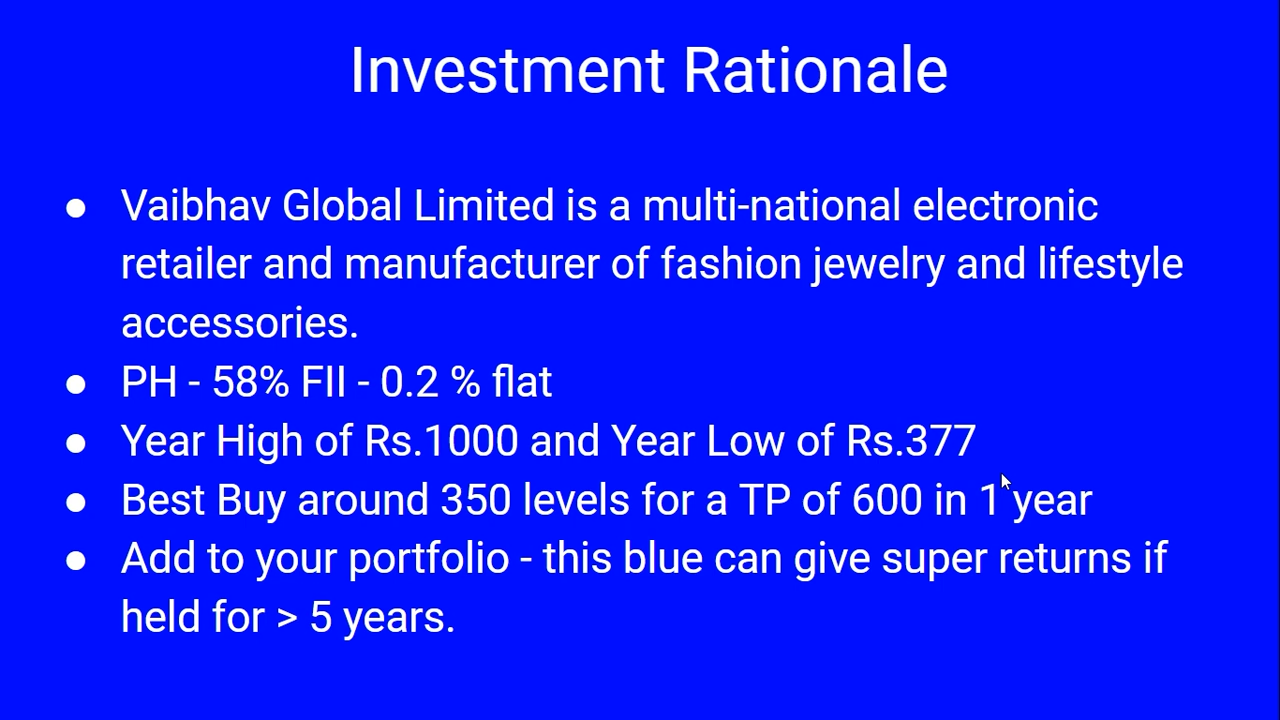 Investment Rationale
● Vaibhav Global Limited is a multi-national electronic
retailer and manufacturer of fashion jewelry and lifestyle
accessories.
● PH - 58% FII - 0.2 % flat
● Year High of Rs.1000 and Year Low of Rs.377
● Best Buy around 350 levels for a TP of 600 in 1 year
● Add to your portfolio - this blue can give super returns if
held for > 5 years.